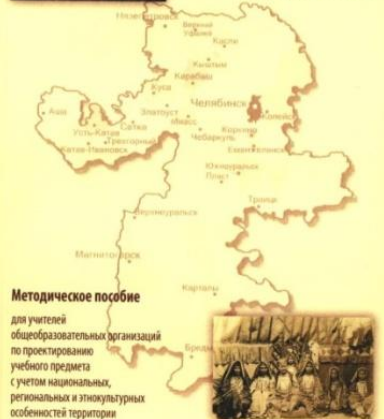 Нязепетровск
Верхний
Уфалей
Касли
Кыштым
Карабаш
Куса
Челябинск
Аша
Златоуст
Миасс
Копейск
Сатка
Усть-Катав
Трехгорный
Чебаркуль
Коркино
Катав-Ивановск
Еманжелинск
Южноуральск
Пласт
Троицк
Верхнеуральск
Магнитогорск
Карталы
Методическое пособие
для учителей
общеобразовательных организаций
по проектированию
Бреды
учебного предмета
с учетом национальных,
региональных и этнокультурных
особенностей территории